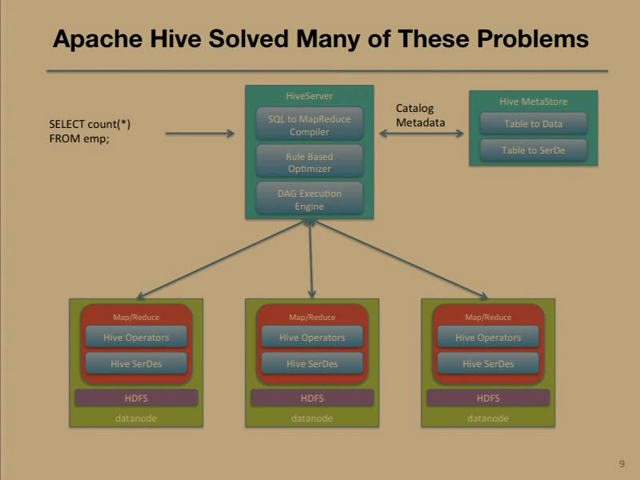 Apache Hive Solved Many of These Problems
SELECT count(*)
FROM emp;
HiveServer
SQL to MapReduce
Compiler
Rule Based
Optimizer
DAG Execution
Engine
Catalog
Metadata
Hive MetaStore
Table to Data
Table to SerDe
Map/Reduce
Hive Operators
Hive SerDes
HDFS
datanode
Map/Reduce
Hive Operators
Hive SerDes
HDFS
datanode
Map/Reduce
Hive Operators
Hive SerDes
HDFS
datanode
9